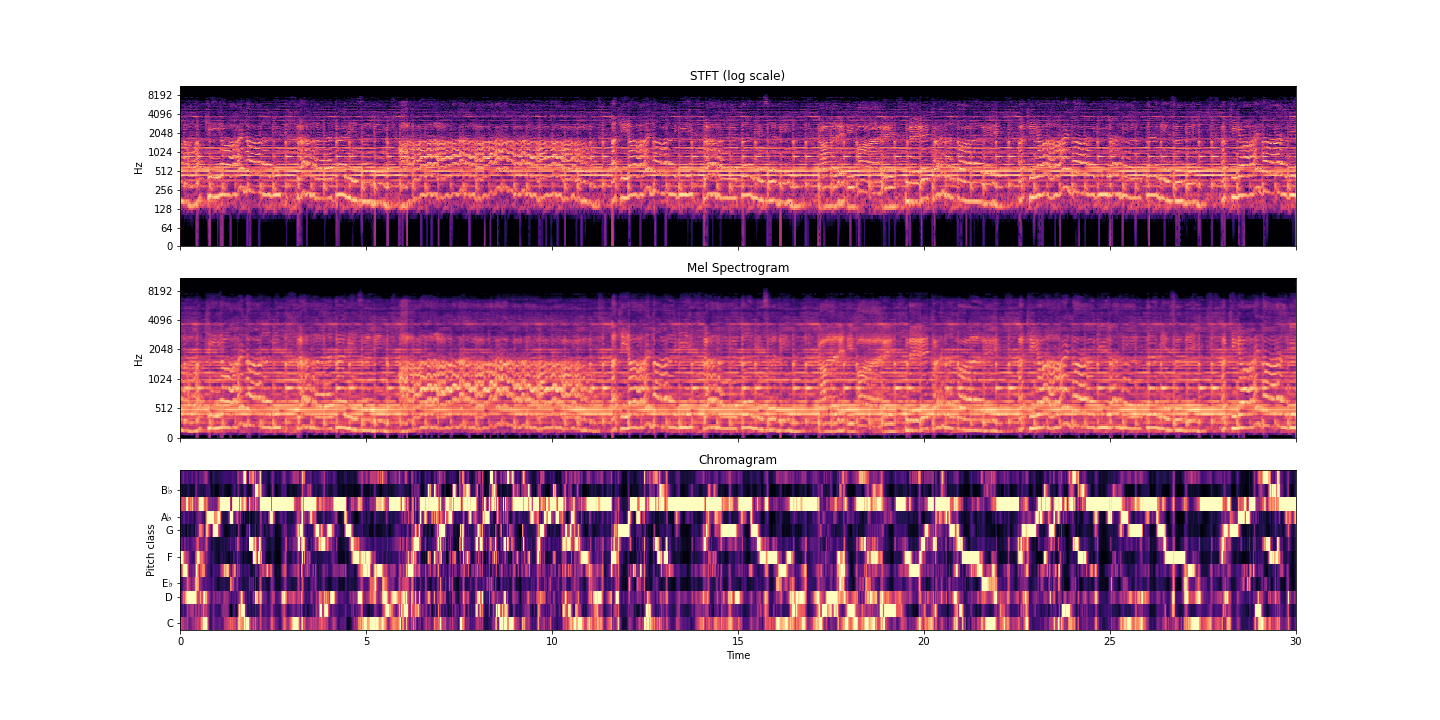 STFT (log scale)
8192
4096
2048
1024
512
256
128
64
0
Hz
Mel Spectrogram
8192
4096
2048
1024
512
0
Hz
Chromagram
B♭
A♭
G
F
E♭
D
C
Pitch class
0 5 10 15 20 25 30
Time